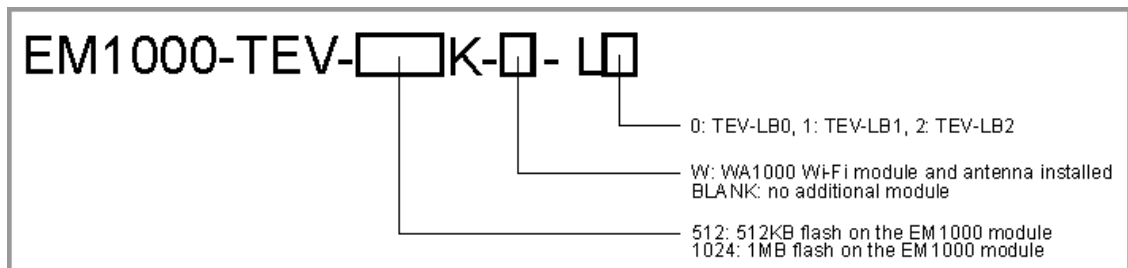 EM1000-TEV-K-- L
0: TEV-LB0, 1: TEV-LB1, 2: TEV-LB2
W: WA1000 Wi-Fi module and antenna installed
BLANK: no additional module
512: 512KB flash on the EM1000 module
1024: 1MB flash on the EM1000 module